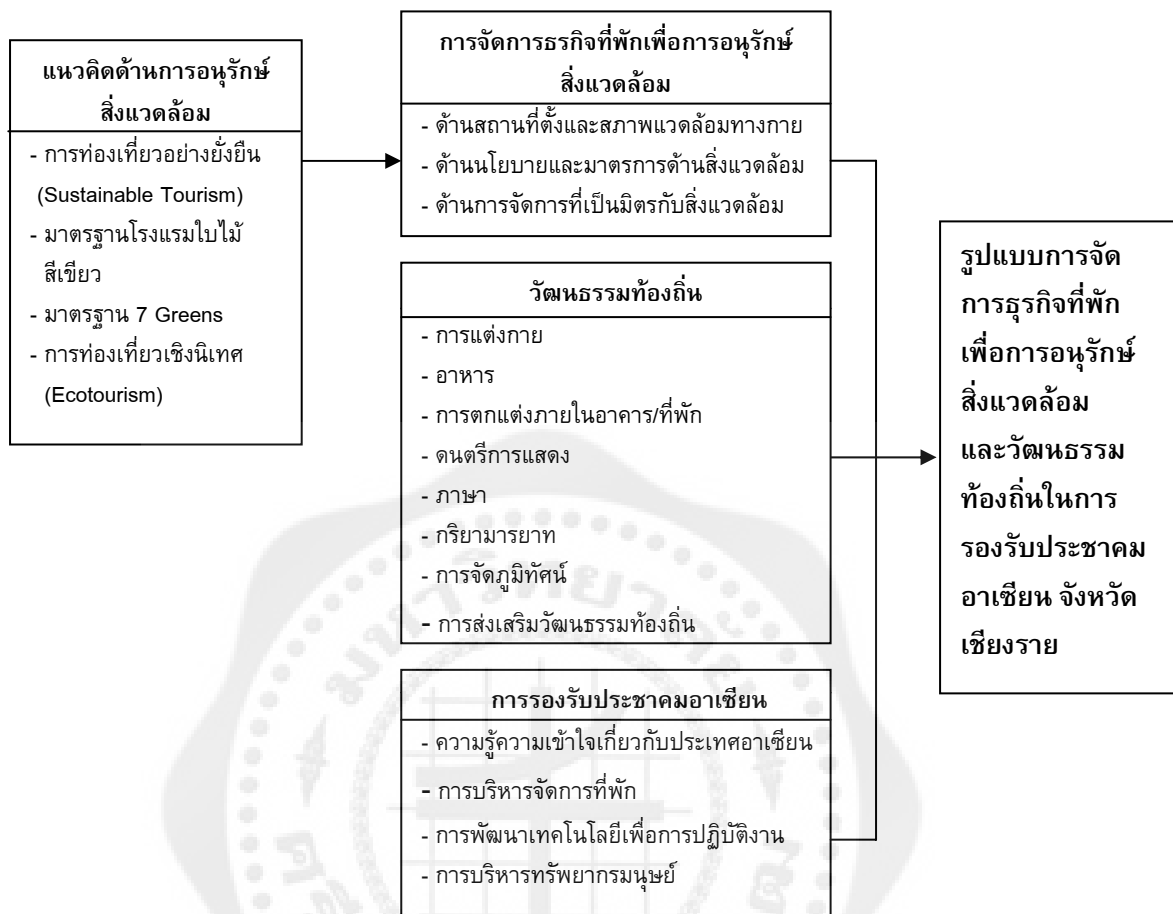 แนวคิดด้านการอนุรักษ์
สิ่งแวดล้อม
- การท่องเที่ยวอย่างยั่งยืน
(Sustainable Tourism)
- มาตรฐานโรงแรมใบไม้
สีเขียว
- มาตรฐาน 7 Greens
- การท่องเที่ยวเชิงนิเทศ
(Ecotourism)
การจัดการธรกิจที่พักเพื่อการอนุรักษ์
สิ่งแวดล้อม
- ด้านสถานที่ตั้งและสภาพแวดล้อมทางกาย
- ด้านนโยบายและมาตรการด้านสิ่งแวดล้อม
- ด้านการจัดการที่เป็นมิตรกับสิ่งแวดล้อม
วัฒนธรรมท้องถิ่น
- การแต่งกาย
- อาหาร
- การตกแต่งภายในอาคาร/ที่พัก
- ดนตรีการแสดง
- ภาษา
- กริยามารยาท
- การจัดภูมิทัศน์
- การส่งเสริมวัฒนธรรมท้องถิ่น
การรองรับประชาคมอาเซียน
- ความรู้ความเข้าใจเกี่ยวกับประเทศอาเซียน
- การบริหารจัดการที่พัก
- การพัฒนาเทคโนโลยีเพื่อการปฏิบัติงาน
- การบริหารทรัพยากรมนุษย์
รูปแบบการจัด
การธุรกิจที่พัก
เพื่อการอนุรักษ์
สิ่งแวดล้อม
และวัฒนธรรม
ท้องถิ่นในการ
รองรับประชาคม
อาเซียน จังหวัด
เชียงราย